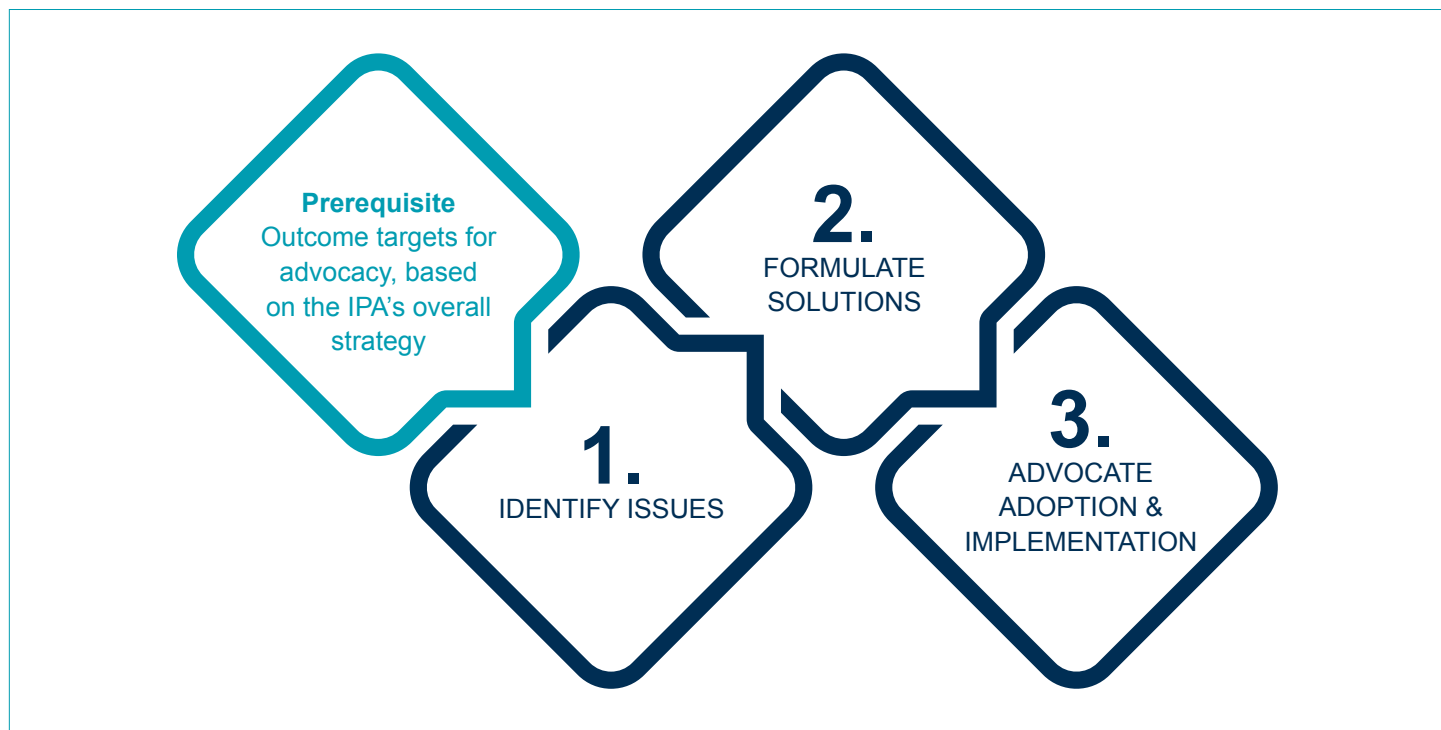 Prerequisite
Outcome targets for
advocacy, based
on the IPA’s overall
strategy
1.
IDENTIFY ISSUES
2.
FORMULATE
SOLUTIONS
3.
ADVOCATE
ADOPTION &
IMPLEMENTATION